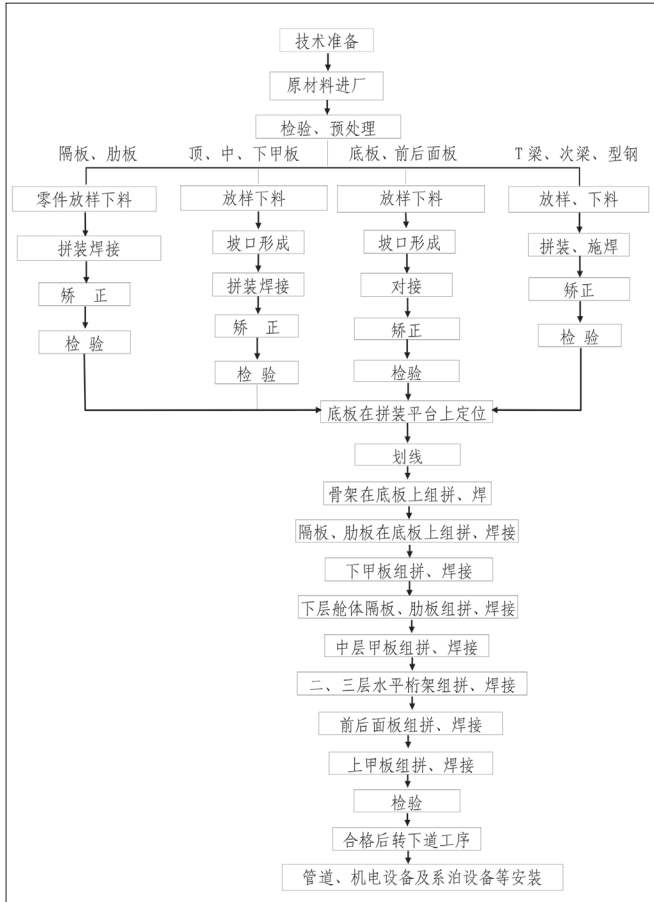 技术准备
原材料进厂
检验、预处理
隔板、肋板
顶、中、下甲板
底板、前后面板
T梁、次梁、型钢
零件放样下料
放样下料
放样下料
放样、下料
拼装焊接
坡口形成
坡口形成
拼装、施焊
矫 正
拼装焊接
对接
矫正
检 验
矫 正
矫正
检 验
检 验
检验
底板在拼装平台上定位
划线
骨架在底板上组拼、焊
隔板、肋板在底板上组拼、焊接
下甲板组拼、焊接
下层舱体隔板、肋板组拼、焊接
中层甲板组拼、焊接
二、三层水平桁架组拼、焊接
前后面板组拼、焊接
上甲板组拼、焊接
检验
合格后转下道工序
管道、机电设备及系泊设备等安装